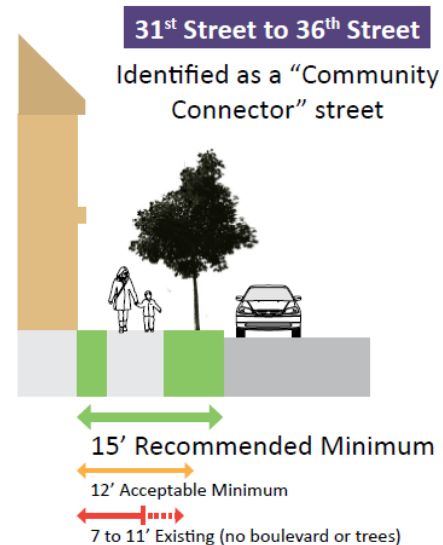 31st Street to 36th Street
Identified as a “Community
Connector” street
15’ Recommended Minimum
12’ Acceptable Minimum
7 to 11’ Existing (no boulevard or trees)